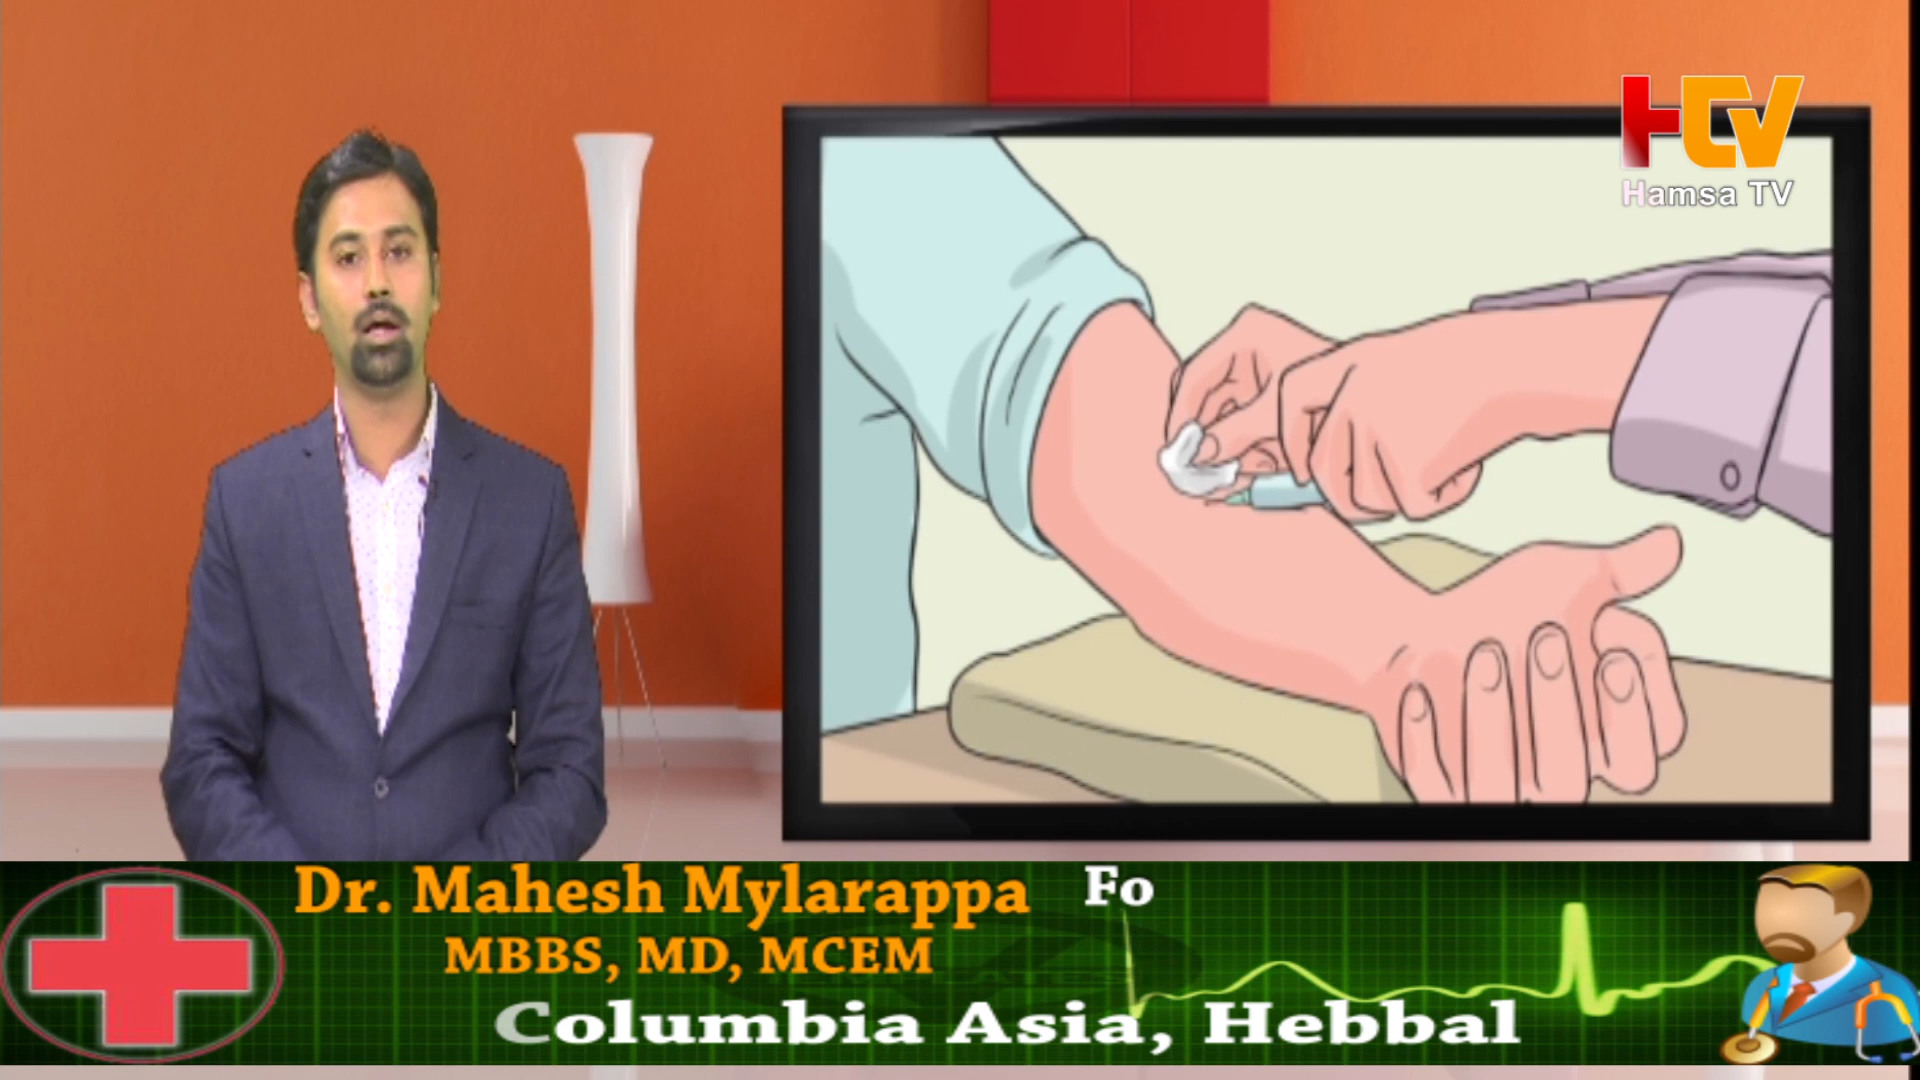 HTV
Hamsa TV
Dr. Mahesh Mylarappa
Fo
MBBS, MD, MCEM
Columbia Asia, Hebbal